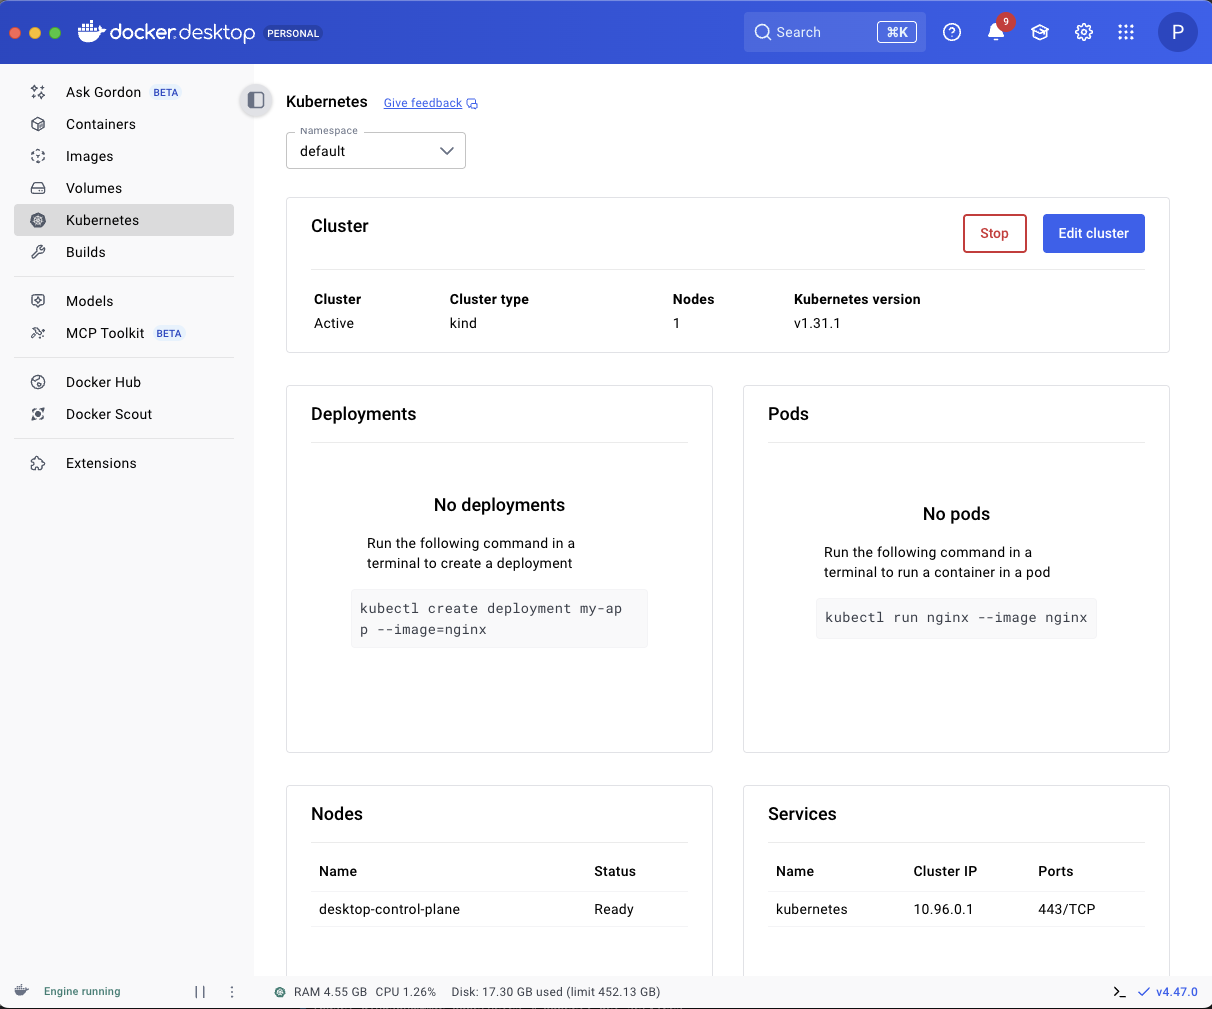 docker.desktop PERSONAL
Search ⌘K
9
P
Ask Gordon BETA
Containers
Images
Volumes
Kubernetes
Builds
Models
MCP Toolkit BETA
Docker Hub
Docker Scout
Extensions
Kubernetes Give feedback
Namespace
default
Cluster
Stop
Edit cluster
Cluster Cluster type Nodes Kubernetes version
Active kind 1 v1.31.1
Deployments
No deployments
Run the following command in a
terminal to create a deployment
kubectl create deployment my-ap
p --image=nginx
Pods
No pods
Run the following command in a
terminal to run a container in a pod
kubectl run nginx --image nginx
Nodes
Name Status
desktop-control-plane Ready
Services
Name Cluster IP Ports
kubernetes 10.96.0.1 443/TCP
Engine running
RAM 4.55 GB CPU 1.26% Disk: 17.30 GB used (limit 452.13 GB)
v4.47.0